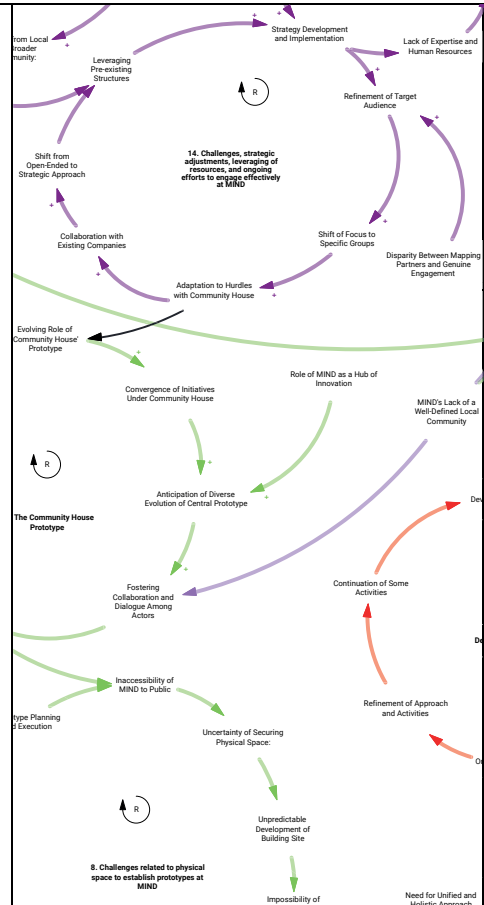 rom Local
roader
munity:
Leveraging
Pre-existing
Structures
+
+
+
Strategy Development
and Implementation
Lack of Expertise and
Human Resources
+
R
Refinement of Target
Audience
+
+
Shift from
Open-Ended to
Strategic Approach
14. Challenges, strategic
adjustments, leveraging of
resources, and ongoing
efforts to engage effectively
at MIND
+
Collaboration with
Existing Companies
+
Shift of Focus to
Specific Groups
Disparity Between Mapping
Partners and Genuine
Engagement
+
Adaptation to Hurdles
with Community House
+
Evolving Role of
Community House'
Prototype
+
Convergence of Initiatives
Under Community House
Role of MIND as a Hub of
Innovation
MIND's Lack of a
Well-Defined Local
Community
R
+
Anticipation of Diverse
Evolution of Central Prototype
+
Dev
The Community House
Prototype
+
Fostering
Collaboration and
Dialogue Among
Actors
Continuation of Some
Activities
De
Inaccessibility of
MIND to Public
type Planning
d Execution
Refinement of Approach
and Activities
Uncertainty of Securing
Physical Space:
R
Unpredictable
Development of
Building Site
8. Challenges related to physical
space to establish prototypes at
MIND
Impossibility of
Need for Unified and
Holistic Approach